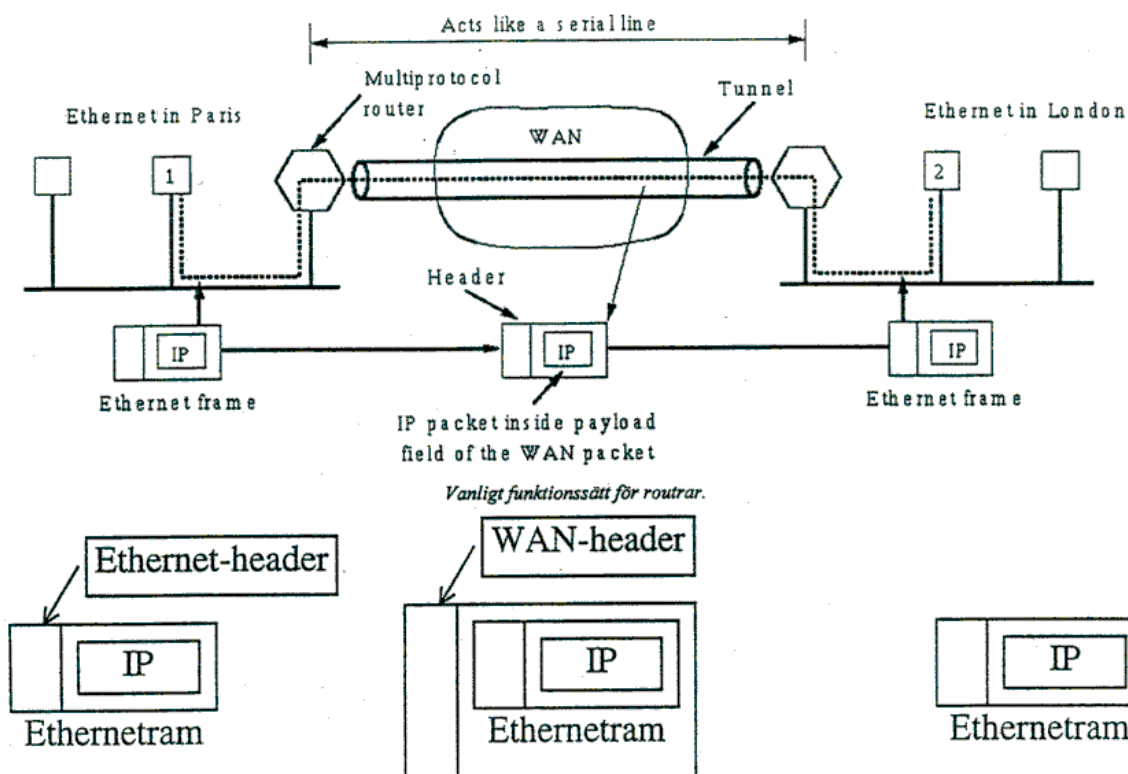 Acts like a serial line
Multiprotocol
router
Tunnel
Ethernet in Paris
WAN
Ethernet in London
1
2
Header
IP
IP
IP
Ethernet frame
Ethernet frame
IP packet inside payload
field of the WAN packet
Vanligt funktionssätt för routrar.
Ethernet-header
WAN-header
IP
IP
IP
Ethernetram
Ethernetram
Ethernetram